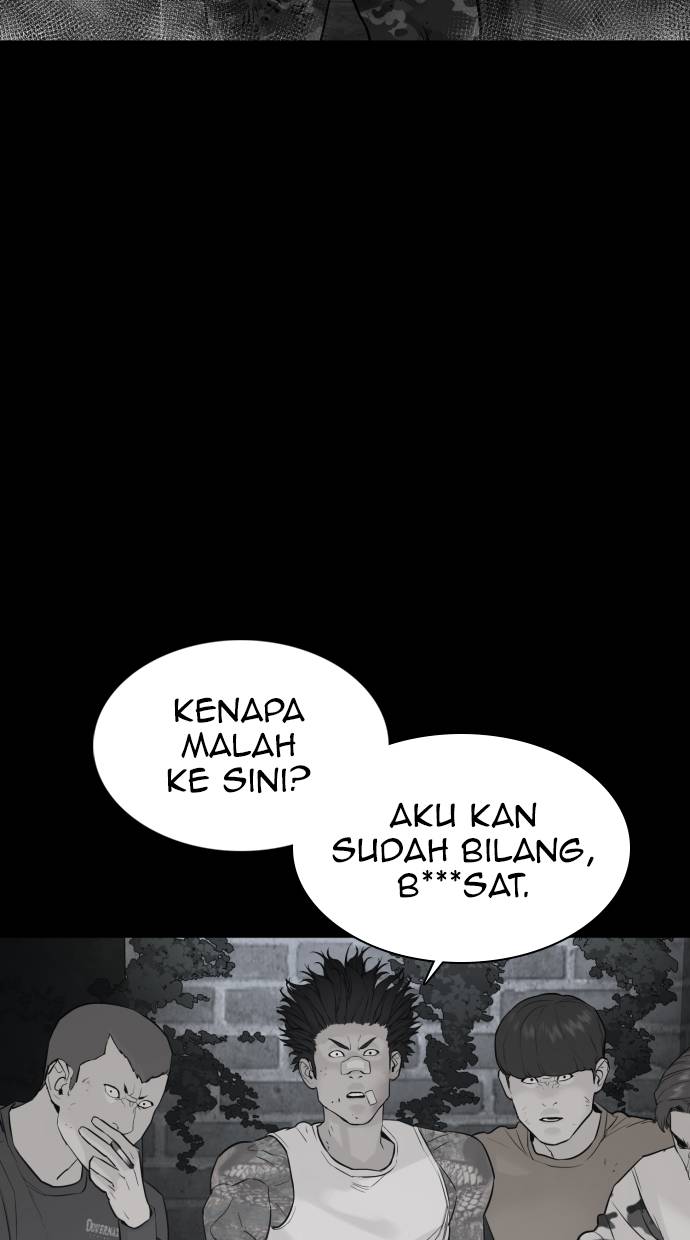 KENAPA
MALAH
KE SINI?
AKU KAN
SUDAH BILANG,
B***SAT.